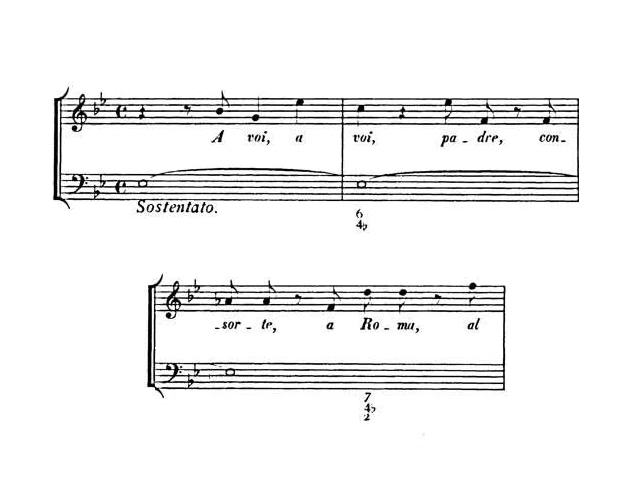 A voi, a voi, pa - dre, con-
Sostentato.
6
4♭
- sor - te, a Ro - ma, al
7
4♭
2